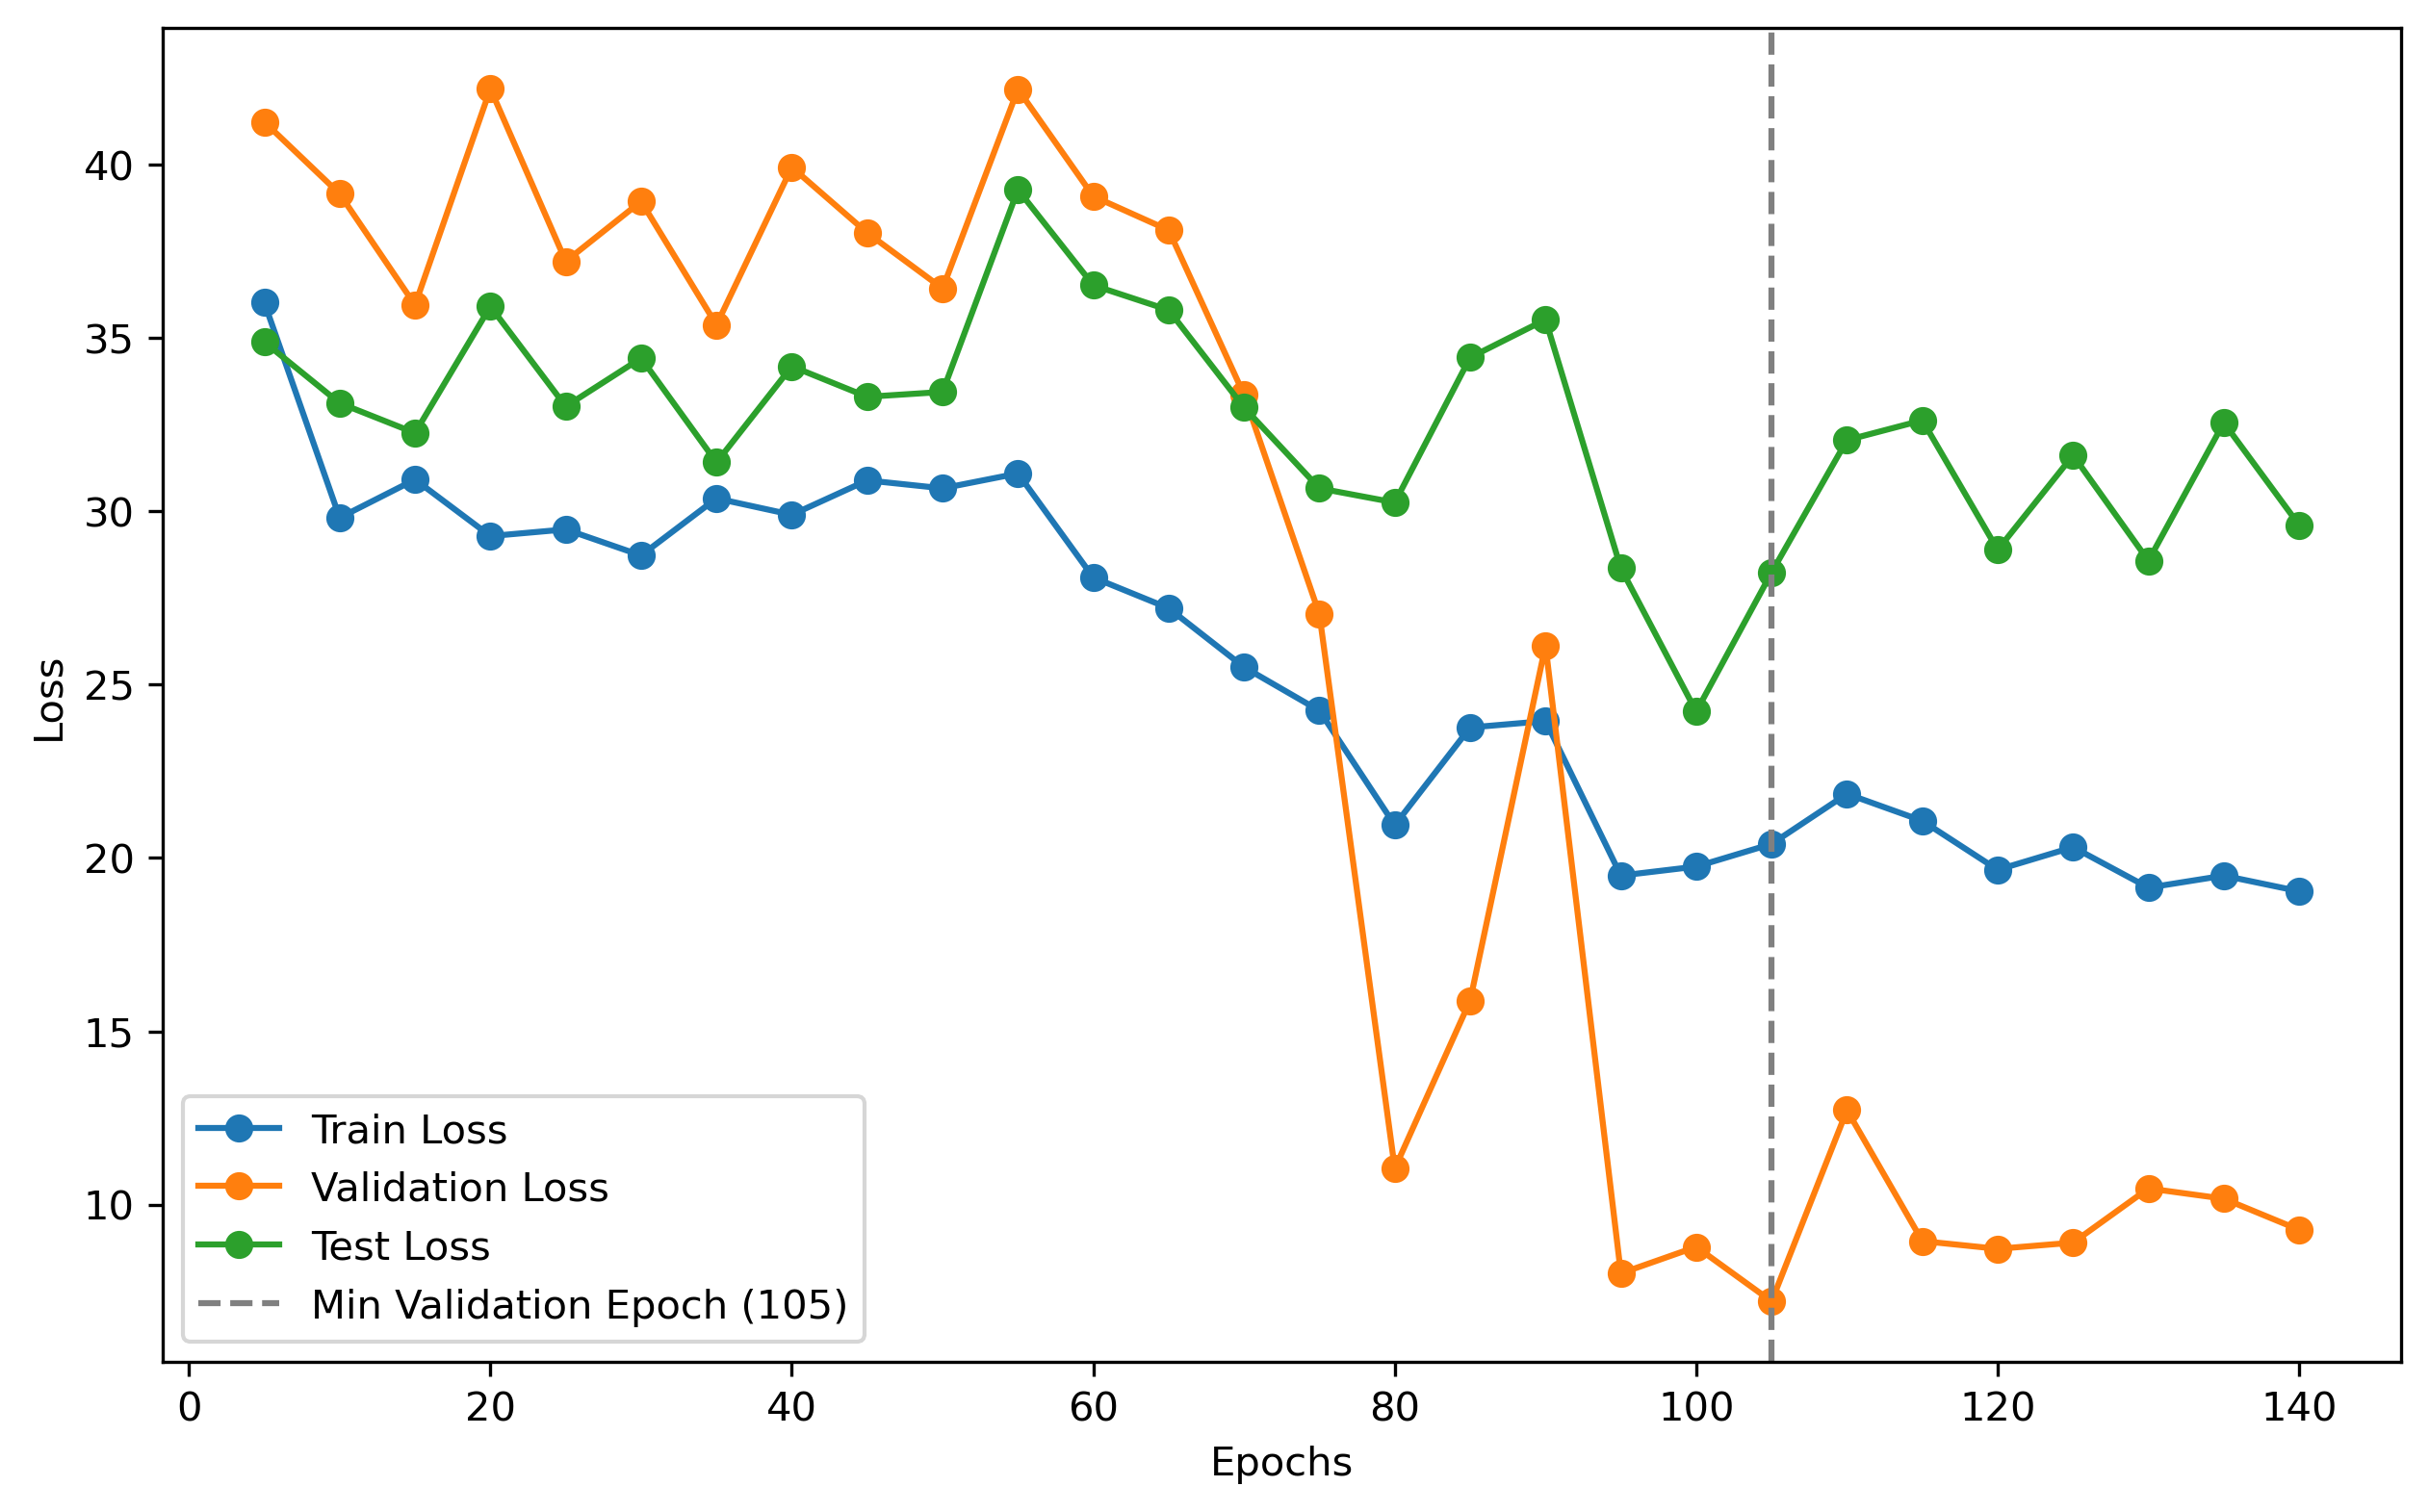 40
35
30
25
20
15
10
Loss
Train Loss
Validation Loss
Test Loss
Min Validation Epoch (105)
0 20 40 60 80 100 120 140
Epochs